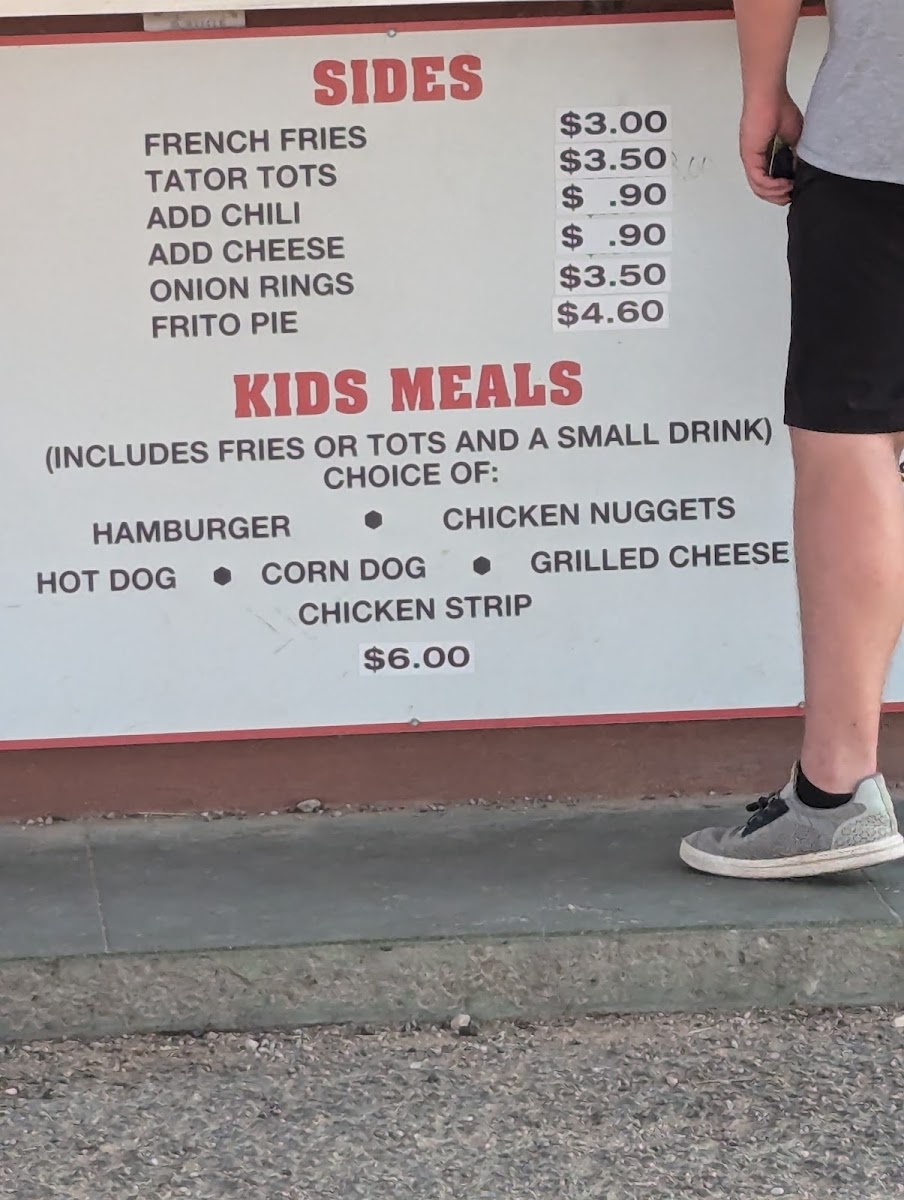 SIDES
FRENCH FRIES $3.00
TATOR TOTS $3.50
ADD CHILI $ .90
ADD CHEESE $ .90
ONION RINGS $3.50
FRITO PIE $4.60
KIDS MEALS
(INCLUDES FRIES OR TOTS AND A SMALL DRINK)
CHOICE OF:
HAMBURGER • CHICKEN NUGGETS
HOT DOG • CORN DOG • GRILLED CHEESE
CHICKEN STRIP
$6.00